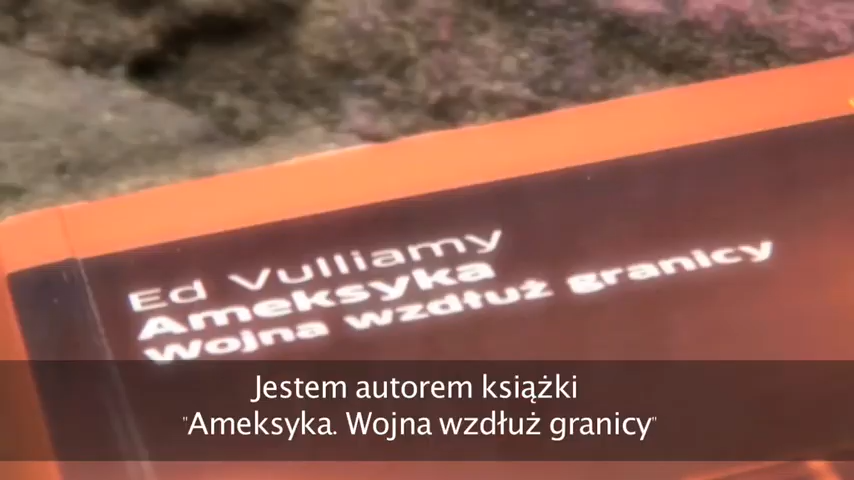 Ed Vulliamy
Ameksyka
Wojna wzdłuż granicy
Jestem autorem książki
"Ameksyka. Wojna wzdłuż granicy"